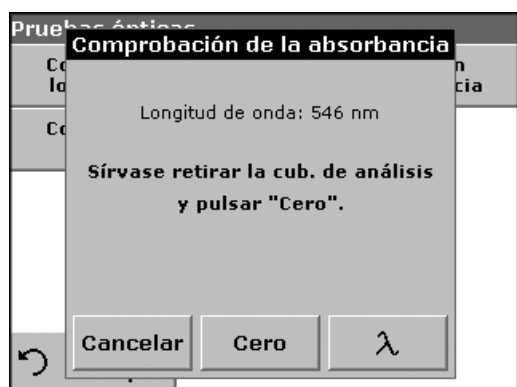 Comprobación de la absorbancia
Longitud de onda: 546 nm
Sírvase retirar la cub. de análisis
y pulsar "Cero".
Cancelar
Cero
λ